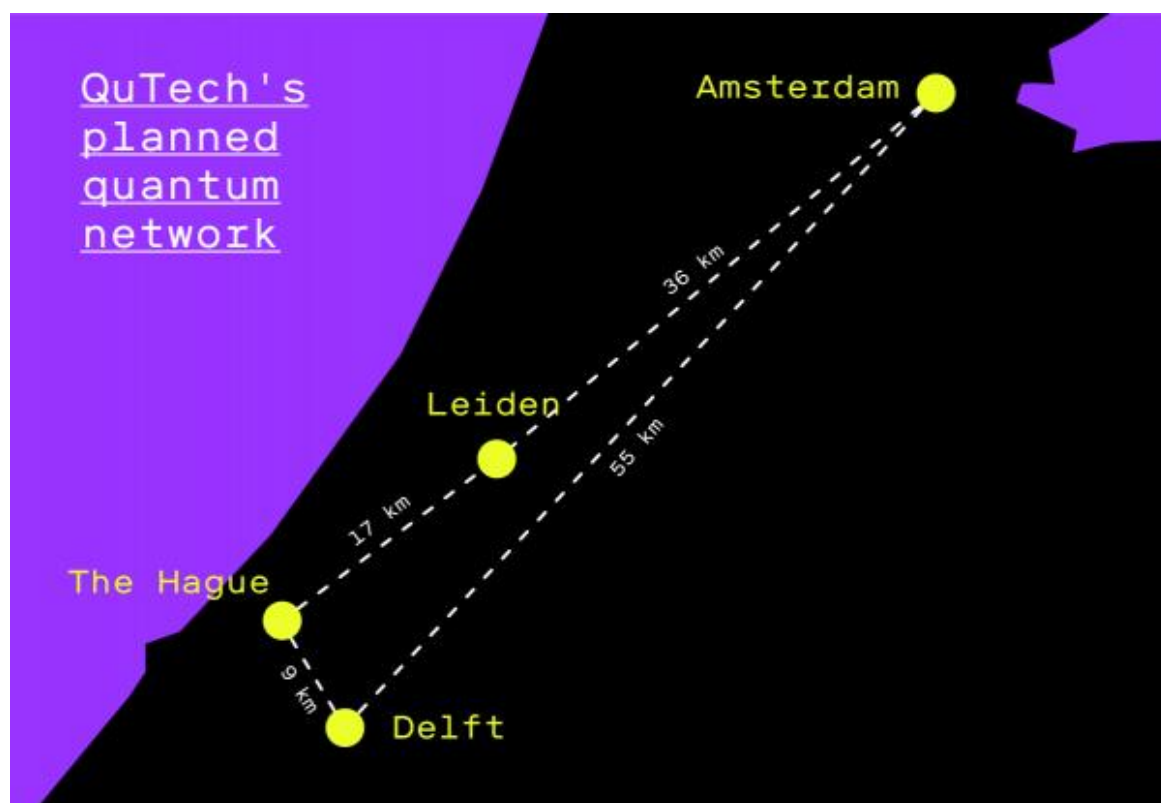 QuTech's
planned
quantum
network
Amsterdam
36 km
Leiden
55 km
17 km
The Hague
9 km
Delft